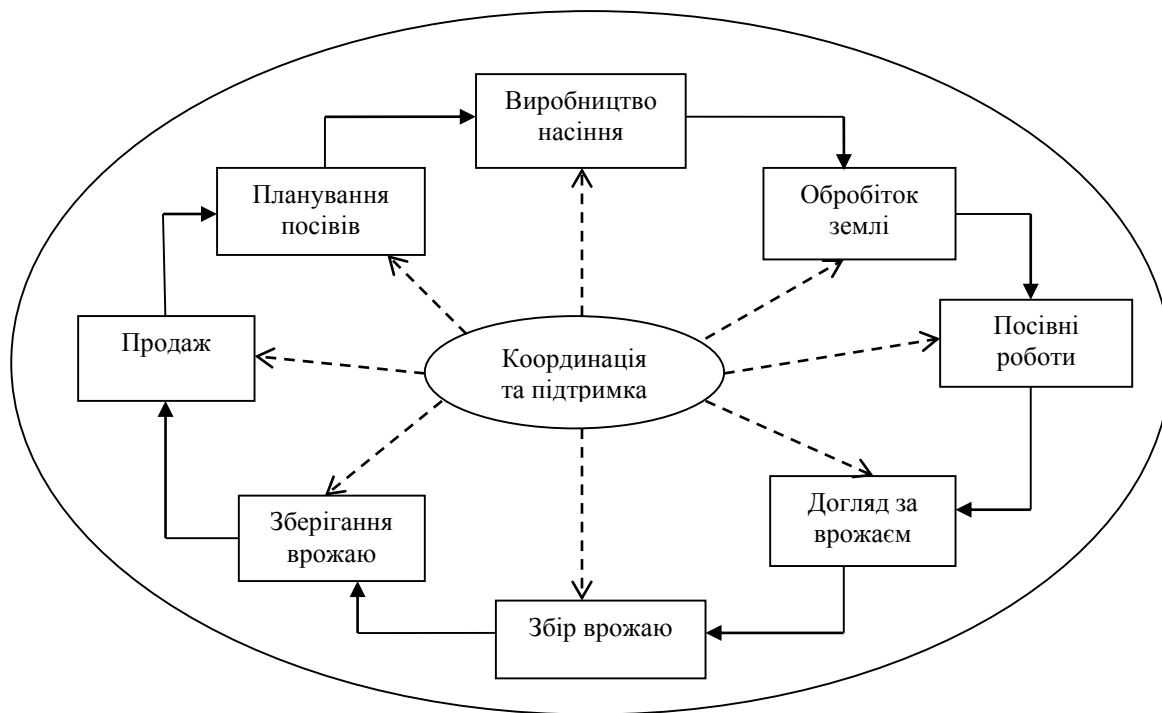 Виробництво
насіння
Планування
посівів
Обробіток
землі
Продаж
Координація
та підтримка
Посівні
роботи
Зберігання
врожаю
Догляд за
врожаєм
Збір врожаю